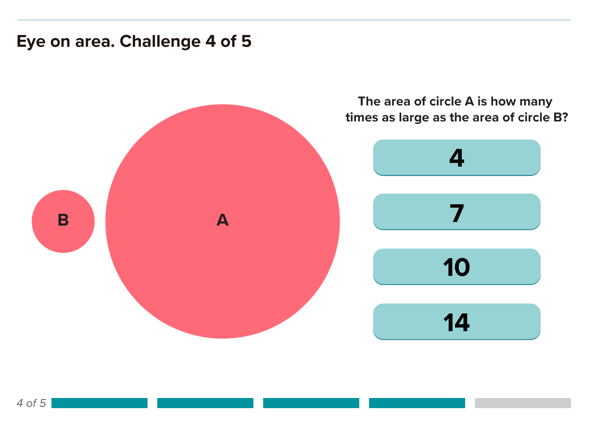 Eye on area. Challenge 4 of 5
The area of circle A is how many
times as large as the area of circle B?
B
A
4
7
10
14
4 of 5